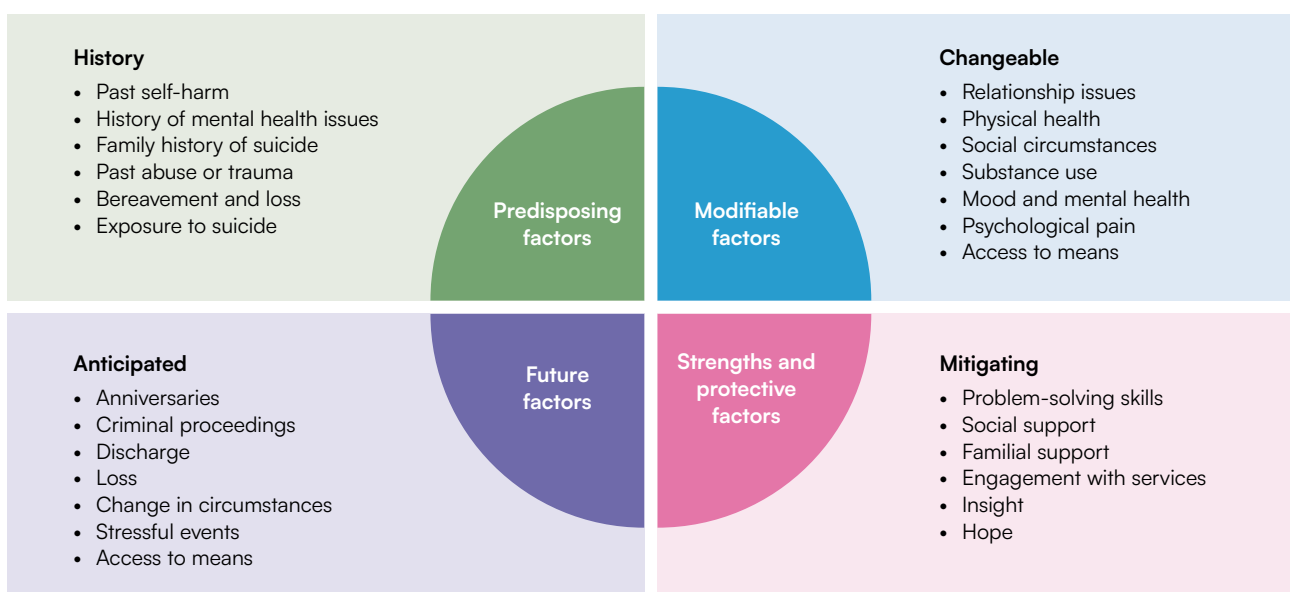 History
• Past self-harm
• History of mental health issues
• Family history of suicide
• Past abuse or trauma
• Bereavement and loss
• Exposure to suicide
Predisposing
factors
Modifiable
factors
Changeable
• Relationship issues
• Physical health
• Social circumstances
• Substance use
• Mood and mental health
• Psychological pain
• Access to means
Anticipated
• Anniversaries
• Criminal proceedings
• Discharge
• Loss
• Change in circumstances
• Stressful events
• Access to means
Future
factors
Strengths and
protective
factors
Mitigating
• Problem-solving skills
• Social support
• Familial support
• Engagement with services
• Insight
• Hope